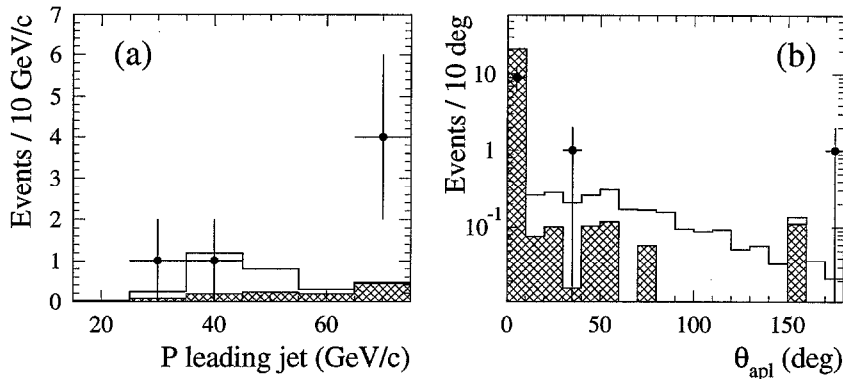 (a)
Events / 10 GeV/c
7
6
5
4
3
2
1
0
20 40 60
P leading jet (GeV/c)
(b)
Events / 10 deg
10
1
10⁻¹
0 50 100 150
θapl (deg)